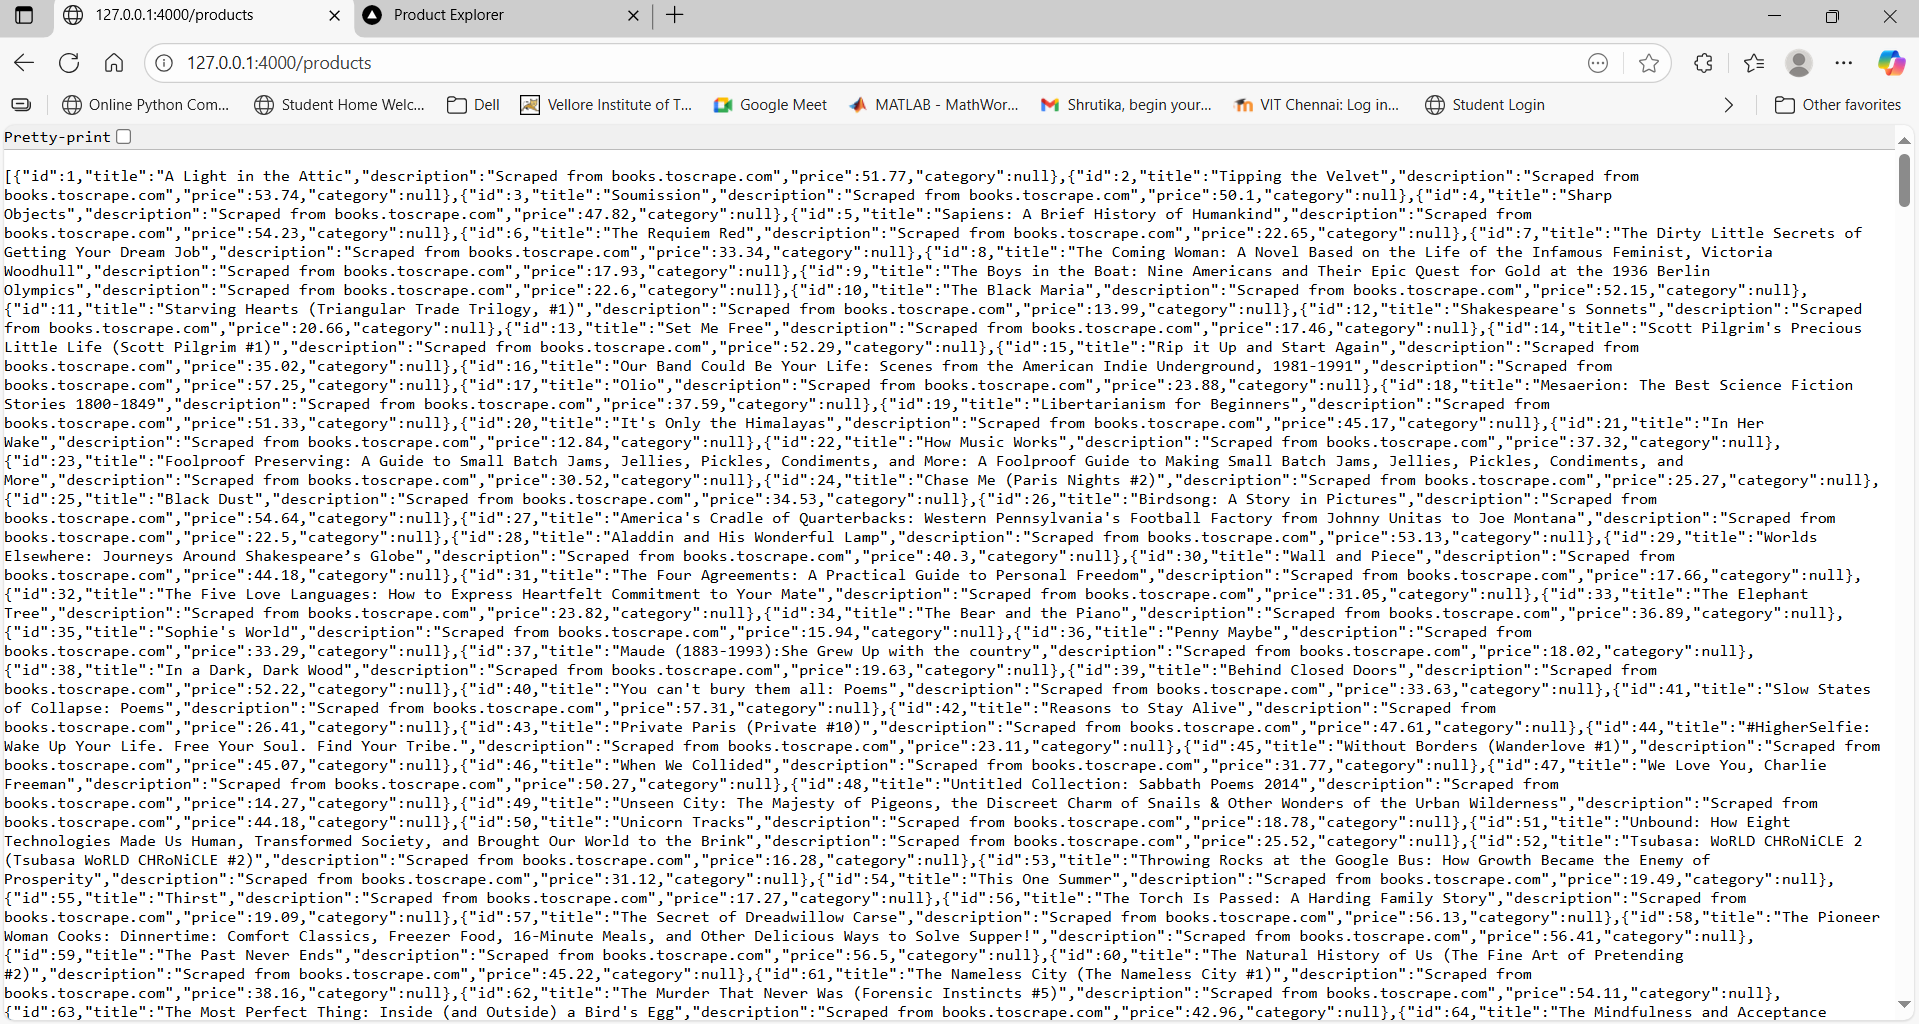 127.0.0.1:4000/products
Product Explorer
127.0.0.1:4000/products
Online Python Com...
Student Home Welc...
Dell
Vellore Institute of T...
Google Meet
MATLAB - MathWor...
Shrutika, begin your...
VIT Chennai: Log in...
Student Login
Other favorites
Pretty-print
[{"id":1,"title":"A Light in the Attic","description":"Scraped from books.toscrape.com","price":51.77,"category":null},{"id":2,"title":"Tipping the Velvet","description":"Scraped from
books.toscrape.com","price":53.74,"category":null},{"id":3,"title":"Soumission","description":"Scraped from books.toscrape.com","price":50.1,"category":null},{"id":4,"title":"Sharp
Objects","description":"Scraped from books.toscrape.com","price":47.82,"category":null},{"id":5,"title":"Sapiens: A Brief History of Humankind","description":"Scraped from
books.toscrape.com","price":54.23,"category":null},{"id":6,"title":"The Requiem Red","description":"Scraped from books.toscrape.com","price":22.65,"category":null},{"id":7,"title":"The Dirty Little Secrets of
Getting Your Dream Job","description":"Scraped from books.toscrape.com","price":33.34,"category":null},{"id":8,"title":"The Coming Woman: A Novel Based on the Life of the Infamous Feminist, Victoria
Woodhull","description":"Scraped from books.toscrape.com","price":17.93,"category":null},{"id":9,"title":"The Boys in the Boat: Nine Americans and Their Epic Quest for Gold at the 1936 Berlin
Olympics","description":"Scraped from books.toscrape.com","price":22.6,"category":null},{"id":10,"title":"The Black Maria","description":"Scraped from books.toscrape.com","price":52.15,"category":null},
{"id":11,"title":"Starving Hearts (Triangular Trade Trilogy, #1)","description":"Scraped from books.toscrape.com","price":13.99,"category":null},{"id":12,"title":"Shakespeare's Sonnets","description":"Scraped
from books.toscrape.com","price":20.66,"category":null},{"id":13,"title":"Set Me Free","description":"Scraped from books.toscrape.com","price":17.46,"category":null},{"id":14,"title":"Scott Pilgrim's Precious
Little Life (Scott Pilgrim #1)","description":"Scraped from books.toscrape.com","price":52.29,"category":null},{"id":15,"title":"Rip it Up and Start Again","description":"Scraped from
books.toscrape.com","price":35.02,"category":null},{"id":16,"title":"Our Band Could Be Your Life: Scenes from the American Indie Underground, 1981-1991","description":"Scraped from
books.toscrape.com","price":57.25,"category":null},{"id":17,"title":"Olio","description":"Scraped from books.toscrape.com","price":23.88,"category":null},{"id":18,"title":"Mesaerion: The Best Science Fiction
Stories 1800-1849","description":"Scraped from books.toscrape.com","price":37.59,"category":null},{"id":19,"title":"Libertarianism for Beginners","description":"Scraped from
books.toscrape.com","price":51.33,"category":null},{"id":20,"title":"It's Only the Himalayas","description":"Scraped from books.toscrape.com","price":45.17,"category":null},{"id":21,"title":"In Her
Wake","description":"Scraped from books.toscrape.com","price":12.84,"category":null},{"id":22,"title":"How Music Works","description":"Scraped from books.toscrape.com","price":37.32,"category":null},
{"id":23,"title":"Foolproof Preserving: A Guide to Small Batch Jams, Jellies, Pickles, Condiments, and More: A Foolproof Guide to Making Small Batch Jams, Jellies, Pickles, Condiments, and
More","description":"Scraped from books.toscrape.com","price":30.52,"category":null},{"id":24,"title":"Chase Me (Paris Nights #2)","description":"Scraped from books.toscrape.com","price":25.27,"category":null},
{"id":25,"title":"Black Dust","description":"Scraped from books.toscrape.com","price":34.53,"category":null},{"id":26,"title":"Birdsong: A Story in Pictures","description":"Scraped from
books.toscrape.com","price":54.64,"category":null},{"id":27,"title":"America's Cradle of Quarterbacks: Western Pennsylvania's Football Factory from Johnny Unitas to Joe Montana","description":"Scraped from
books.toscrape.com","price":22.5,"category":null},{"id":28,"title":"Aladdin and His Wonderful Lamp","description":"Scraped from books.toscrape.com","price":53.13,"category":null},{"id":29,"title":"Worlds
Elsewhere: Journeys Around Shakespeare’s Globe","description":"Scraped from books.toscrape.com","price":40.3,"category":null},{"id":30,"title":"Wall and Piece","description":"Scraped from
books.toscrape.com","price":44.18,"category":null},{"id":31,"title":"The Four Agreements: A Practical Guide to Personal Freedom","description":"Scraped from books.toscrape.com","price":17.66,"category":null},
{"id":32,"title":"The Five Love Languages: How to Express Heartfelt Commitment to Your Mate","description":"Scraped from books.toscrape.com","price":31.05,"category":null},{"id":33,"title":"The Elephant
Tree","description":"Scraped from books.toscrape.com","price":23.82,"category":null},{"id":34,"title":"The Bear and the Piano","description":"Scraped from books.toscrape.com","price":36.89,"category":null},
{"id":35,"title":"Sophie's World","description":"Scraped from books.toscrape.com","price":15.94,"category":null},{"id":36,"title":"Penny Maybe","description":"Scraped from
books.toscrape.com","price":33.29,"category":null},{"id":37,"title":"Maude (1883-1993):She Grew Up with the country","description":"Scraped from books.toscrape.com","price":18.02,"category":null},
{"id":38,"title":"In a Dark, Dark Wood","description":"Scraped from books.toscrape.com","price":19.63,"category":null},{"id":39,"title":"Behind Closed Doors","description":"Scraped from
books.toscrape.com","price":52.22,"category":null},{"id":40,"title":"You can't bury them all: Poems","description":"Scraped from books.toscrape.com","price":33.63,"category":null},{"id":41,"title":"Slow States
of Collapse: Poems","description":"Scraped from books.toscrape.com","price":57.31,"category":null},{"id":42,"title":"Reasons to Stay Alive","description":"Scraped from
books.toscrape.com","price":26.41,"category":null},{"id":43,"title":"Private Paris (Private #10)","description":"Scraped from books.toscrape.com","price":47.61,"category":null},{"id":44,"title":"#HigherSelfie:
Wake Up Your Life. Free Your Soul. Find Your Tribe.","description":"Scraped from books.toscrape.com","price":23.11,"category":null},{"id":45,"title":"Without Borders (Wanderlove #1)","description":"Scraped from
books.toscrape.com","price":45.07,"category":null},{"id":46,"title":"When We Collided","description":"Scraped from books.toscrape.com","price":31.77,"category":null},{"id":47,"title":"We Love You, Charlie
Freeman","description":"Scraped from books.toscrape.com","price":50.27,"category":null},{"id":48,"title":"Untitled Collection: Sabbath Poems 2014","description":"Scraped from
books.toscrape.com","price":14.27,"category":null},{"id":49,"title":"Unseen City: The Majesty of Pigeons, the Discreet Charm of Snails & Other Wonders of the Urban Wilderness","description":"Scraped from
books.toscrape.com","price":44.18,"category":null},{"id":50,"title":"Unicorn Tracks","description":"Scraped from books.toscrape.com","price":18.78,"category":null},{"id":51,"title":"Unbound: How Eight
Technologies Made Us Human, Transformed Society, and Brought Our World to the Brink","description":"Scraped from books.toscrape.com","price":25.52,"category":null},{"id":52,"title":"Tsubasa: WoRLD CHRoNiCLE 2
(Tsubasa WoRLD CHRoNiCLE #2)","description":"Scraped from books.toscrape.com","price":16.28,"category":null},{"id":53,"title":"Throwing Rocks at the Google Bus: How Growth Became the Enemy of
Prosperity","description":"Scraped from books.toscrape.com","price":31.12,"category":null},{"id":54,"title":"This One Summer","description":"Scraped from books.toscrape.com","price":19.49,"category":null},
{"id":55,"title":"Thirst","description":"Scraped from books.toscrape.com","price":17.27,"category":null},{"id":56,"title":"The Torch Is Passed: A Harding Family Story","description":"Scraped from
books.toscrape.com","price":19.09,"category":null},{"id":57,"title":"The Secret of Dreadwillow Carse","description":"Scraped from books.toscrape.com","price":56.13,"category":null},{"id":58,"title":"The Pioneer
Woman Cooks: Dinnertime: Comfort Classics, Freezer Food, 16-Minute Meals, and Other Delicious Ways to Solve Supper!","description":"Scraped from books.toscrape.com","price":56.41,"category":null},
{"id":59,"title":"The Past Never Ends","description":"Scraped from books.toscrape.com","price":56.5,"category":null},{"id":60,"title":"The Natural History of Us (The Fine Art of Pretending
#2)","description":"Scraped from books.toscrape.com","price":45.22,"category":null},{"id":61,"title":"The Nameless City (The Nameless City #1)","description":"Scraped from
books.toscrape.com","price":38.16,"category":null},{"id":62,"title":"The Murder That Never Was (Forensic Instincts #5)","description":"Scraped from books.toscrape.com","price":54.11,"category":null},
{"id":63,"title":"The Most Perfect Thing: Inside (and Outside) a Bird's Egg","description":"Scraped from books.toscrape.com","price":42.96,"category":null},{"id":64,"title":"The Mindfulness and Acceptance